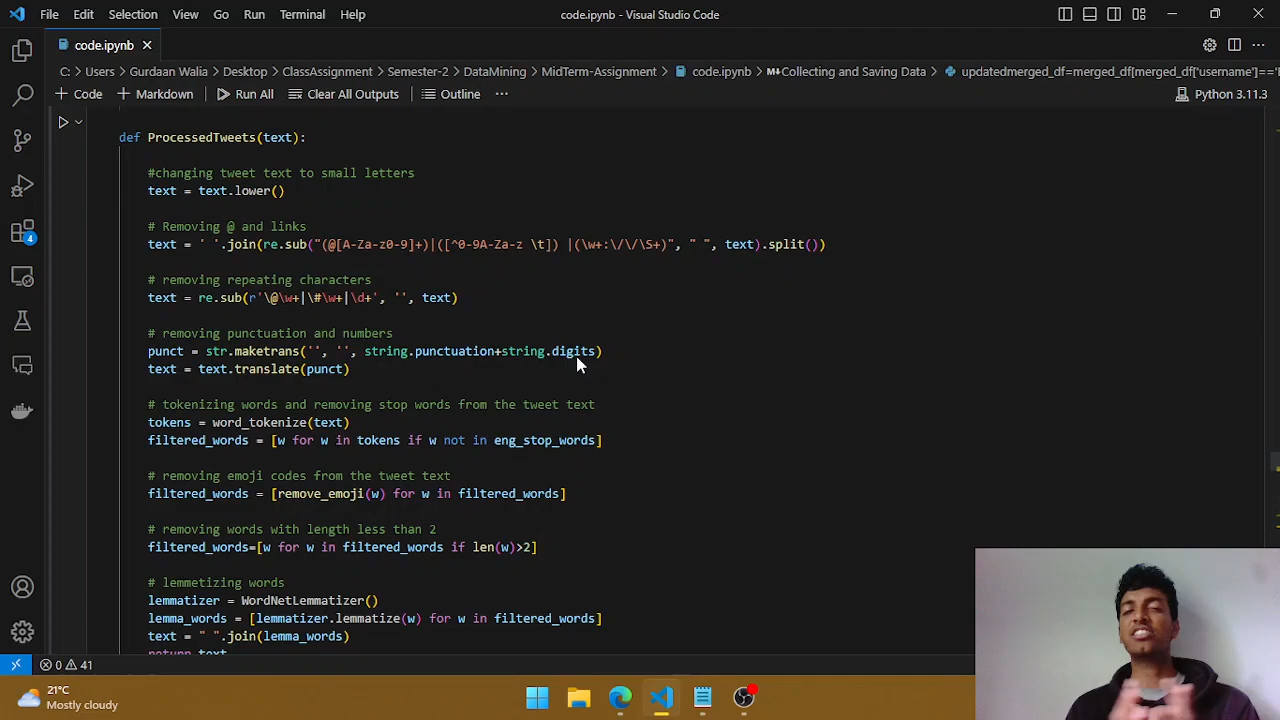 File Edit Selection View Go Run Terminal Help
code.ipynb - Visual Studio Code
code.ipynb
C: > Users > Gurdaan Walia > Desktop > ClassAssignment > Semester-2 > DataMining > MidTerm-Assignment > code.ipynb > M↓Collecting and Saving Data > updatedmerged_df=merged_df[merged_df['username']=='
+ Code + Markdown Run All Clear All Outputs Outline ... Python 3.11.3
def ProcessedTweets(text):
#changing tweet text to small letters
text = text.lower()
# Removing @ and links
text = ' '.join(re.sub("(@[A-Za-z0-9]+)|([^0-9A-Za-z \t]) |(\w+:\/\/\S+)", " ", text).split())
# removing repeating characters
text = re.sub(r'\@\w+|\#\w+|\d+', '', text)
# removing punctuation and numbers
punct = str.maketrans('', '', string.punctuation+string.digits)
text = text.translate(punct)
# tokenizing words and removing stop words from the tweet text
tokens = word_tokenize(text)
filtered_words = [w for w in tokens if w not in eng_stop_words]
# removing emoji codes from the tweet text
filtered_words = [remove_emoji(w) for w in filtered_words]
# removing words with length less than 2
filtered_words=[w for w in filtered_words if len(w)>2]
# lemmetizing words
lemmatizer = WordNetLemmatizer()
lemma_words = [lemmatizer.lemmatize(w) for w in filtered_words]
text = " ".join(lemma_words)
return text
4
0 41
21°C
Mostly cloudy